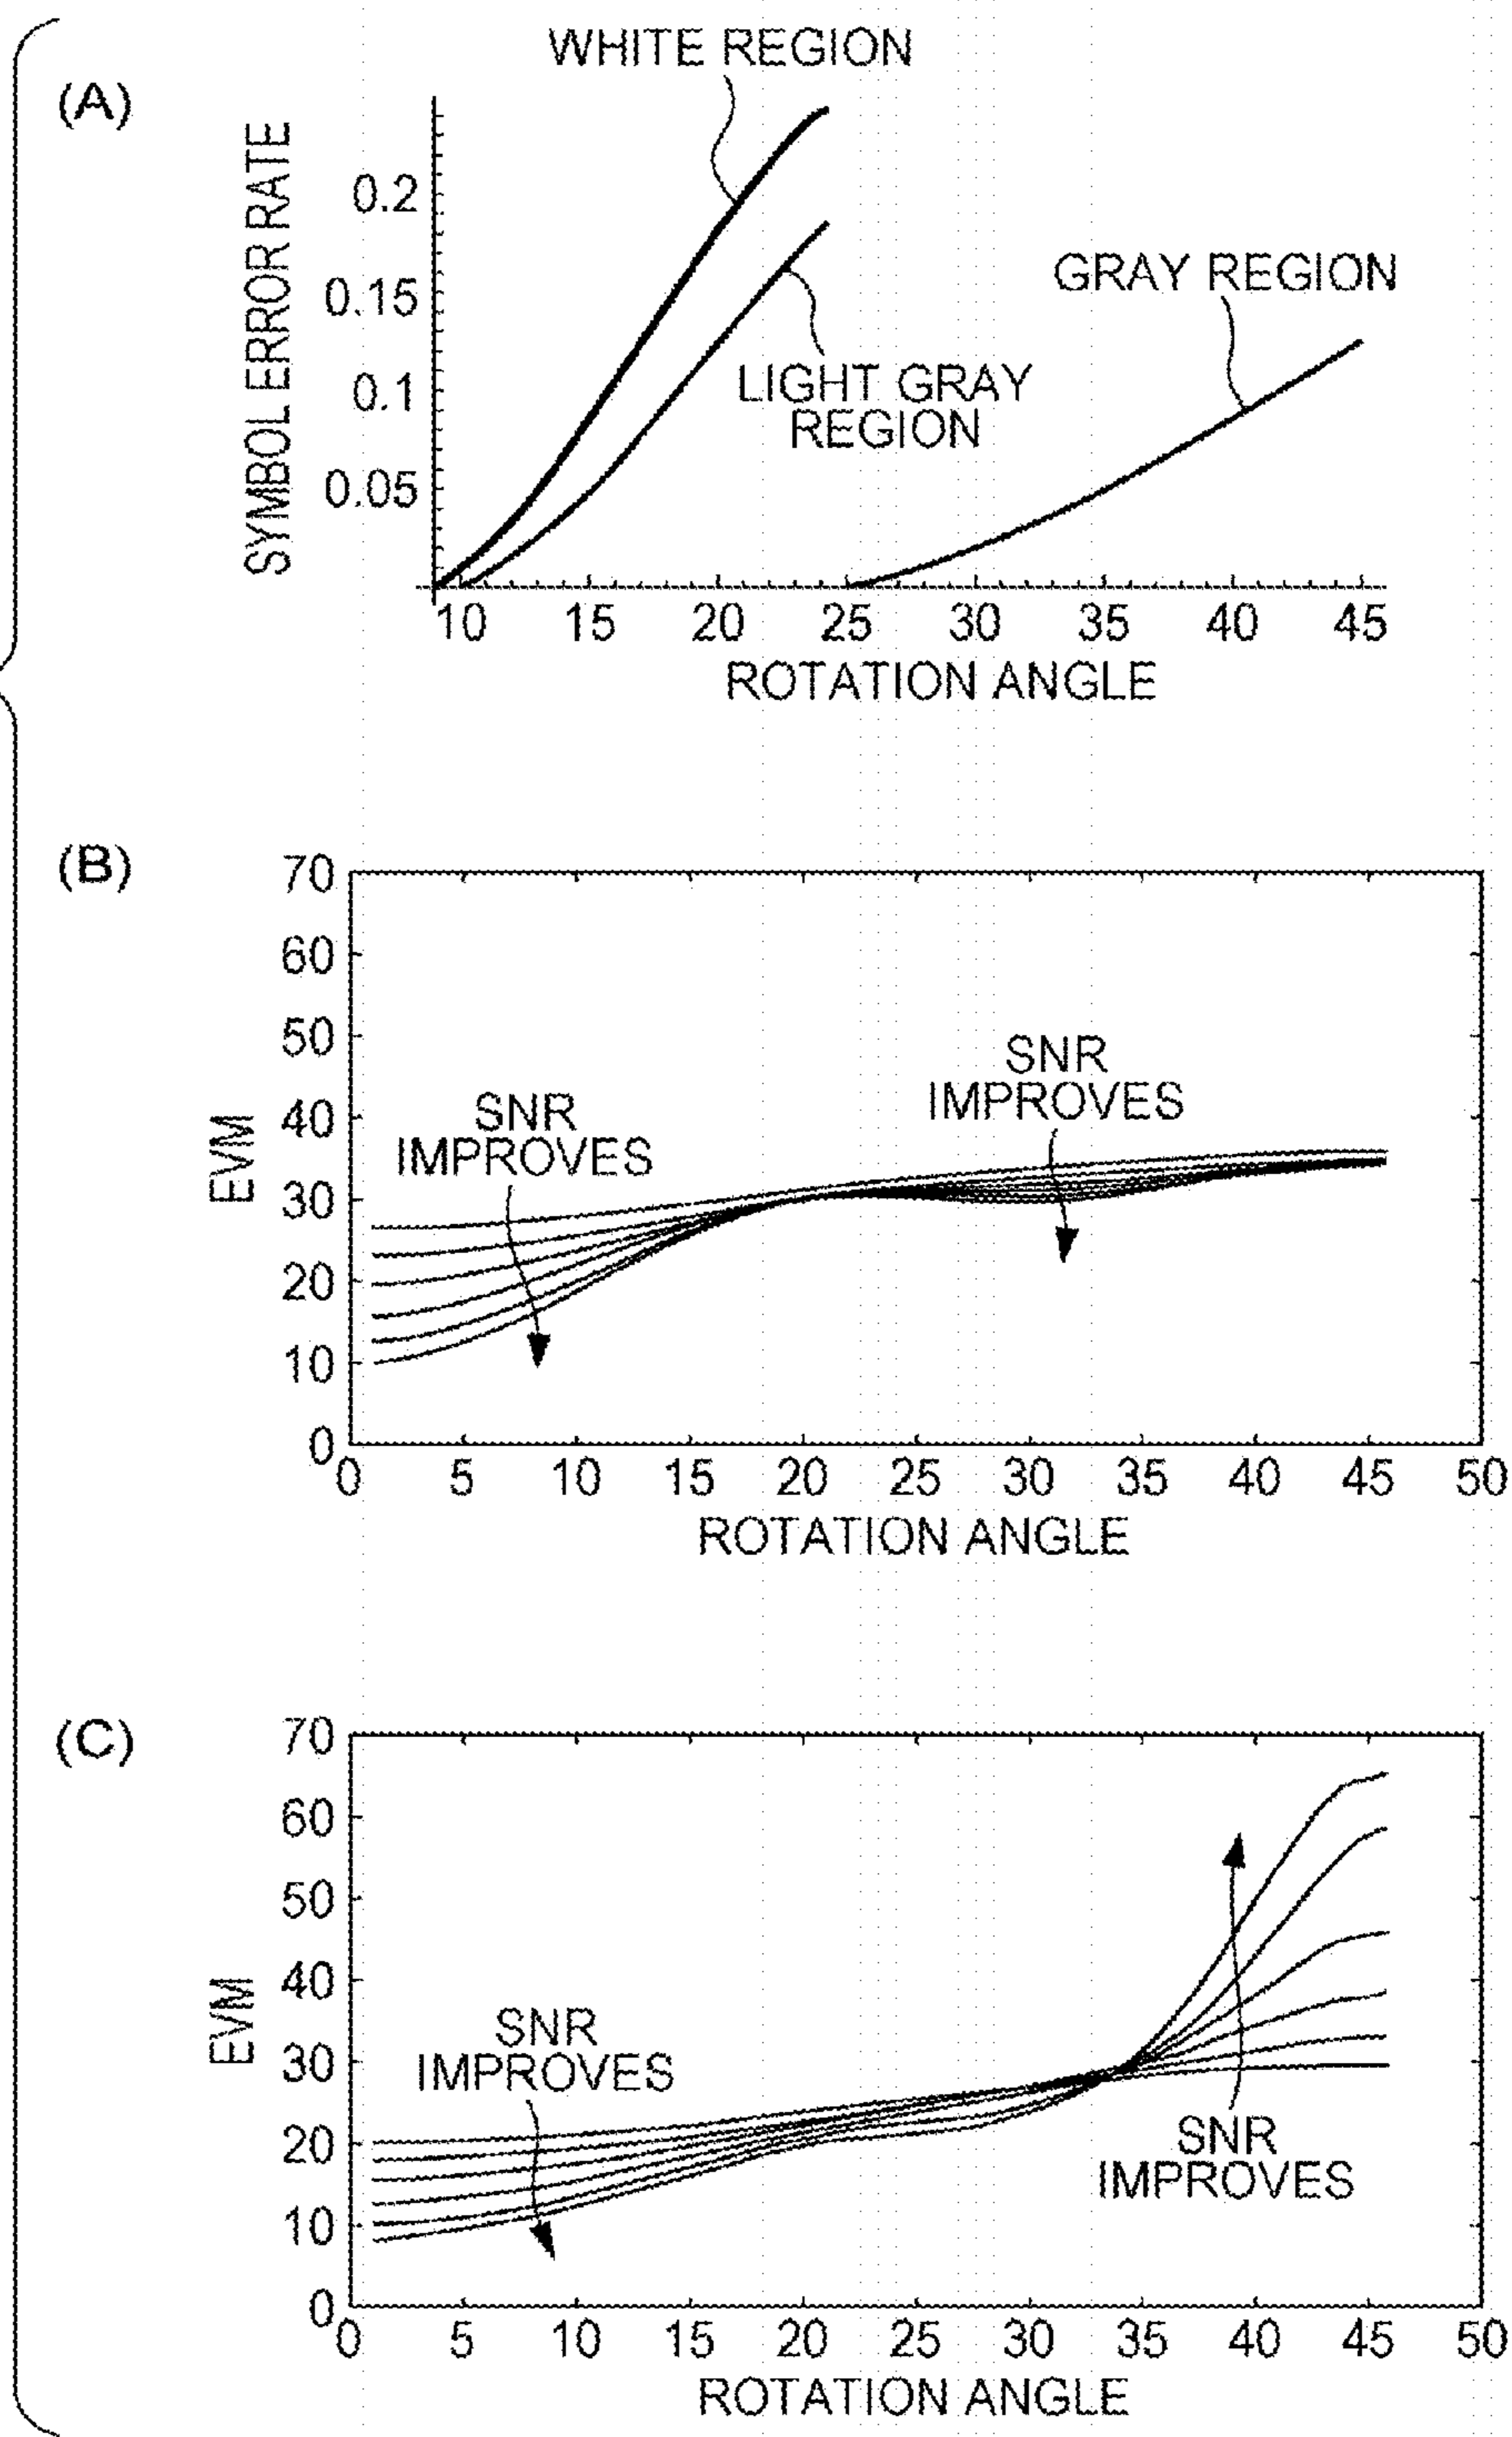 (A)
WHITE REGION
SYMBOL ERROR RATE
0.2
0.15
0.1
0.05
GRAY REGION
LIGHT GRAY
REGION
10 15 20 25 30 35 40 45
ROTATION ANGLE
(B)
70
60
50
40
30
20
10
0
EVM
SNR
IMPROVES
SNR
IMPROVES
0 5 10 15 20 25 30 35 40 45 50
ROTATION ANGLE
(C)
70
60
50
40
30
20
10
0
EVM
SNR
IMPROVES
SNR
IMPROVES
0 5 10 15 20 25 30 35 40 45 50
ROTATION ANGLE